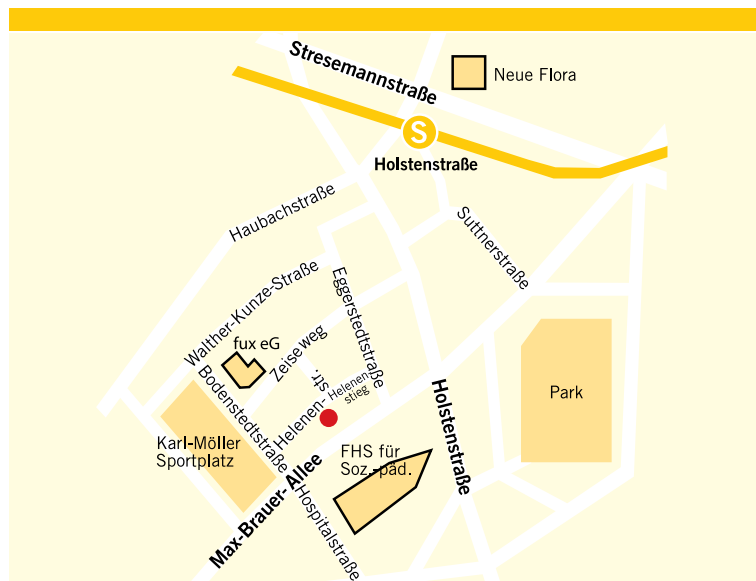 Stresemannstraße
Neue Flora
S
Holstenstraße
Haubachstraße
Suttnerstraße
Walther-Kunze-Straße
Eggerstedtstraße
fux eG
Zeiseweg
Bodenstedtstraße
Helenen-
str.
Helenen-
stieg
Holstenstraße
Park
Karl-Möller
Sportplatz
FHS für
Soz.-päd.
Max-Brauer-Allee
Hospitalstraße